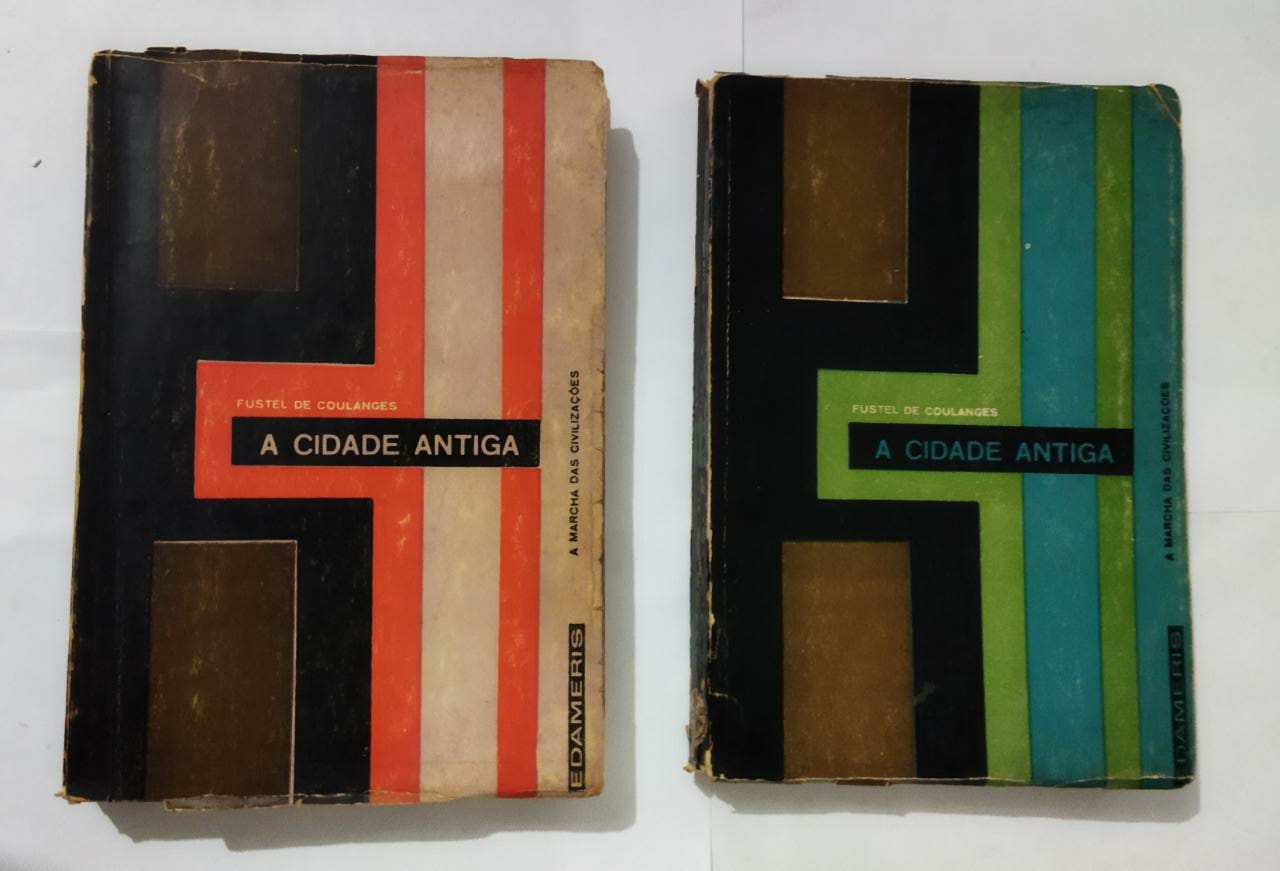 FUSTEL DE COULANGES
A CIDADE ANTIGA
A MARCHA DAS CIVILIZAÇÕES
EDAMERIS
FUSTEL DE COULANGES
A CIDADE ANTIGA
A MARCHA DAS CIVILIZAÇÕES
DAMERIS